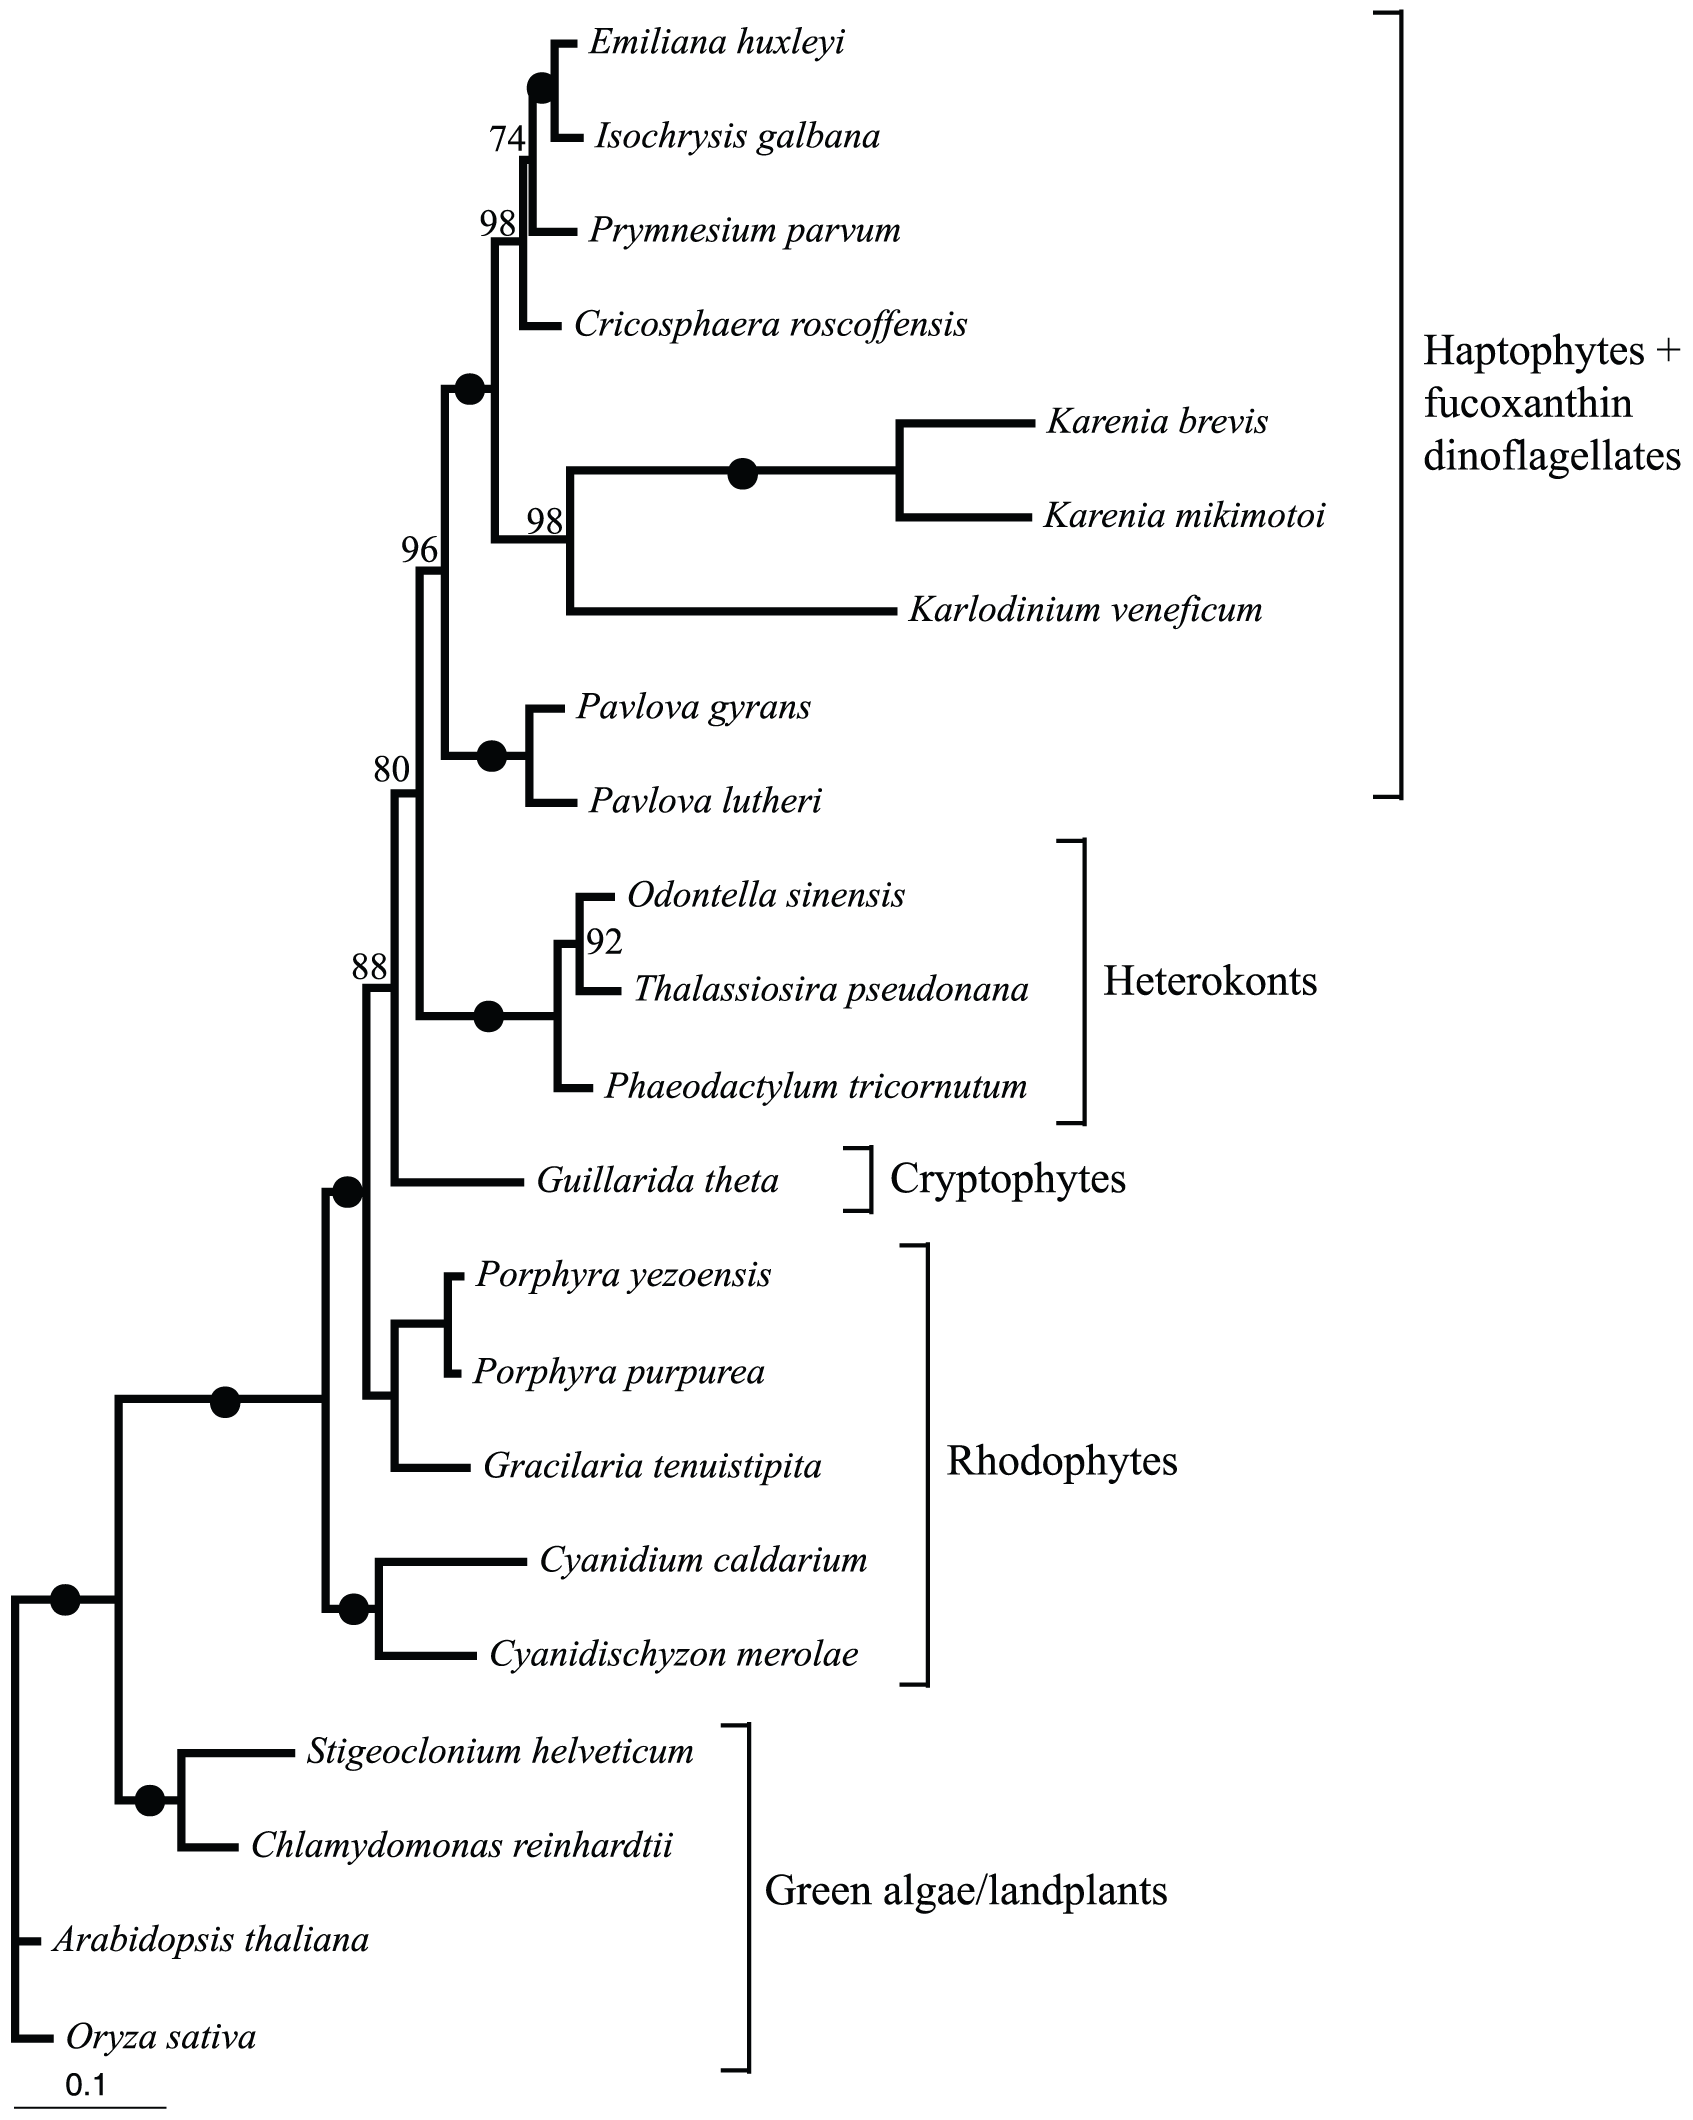 Emiliana huxleyi
74
Isochrysis galbana
98
Prymnesium parvum
Cricosphaera roscoffensis
Haptophytes +
fucoxanthin
dinoflagellates
Karenia brevis
98
Karenia mikimotoi
96
Karlodinium veneficum
Pavlova gyrans
80
Pavlova lutheri
Odontella sinensis
92
88
Thalassiosira pseudonana
Heterokonts
Phaeodactylum tricornutum
Guillarida theta
Cryptophytes
Porphyra yezoensis
Porphyra purpurea
Gracilaria tenuistipita
Rhodophytes
Cyanidium caldarium
Cyanidischyzon merolae
Stigeoclonium helveticum
Chlamydomonas reinhardtii
Green algae/landplants
Arabidopsis thaliana
Oryza sativa
0.1